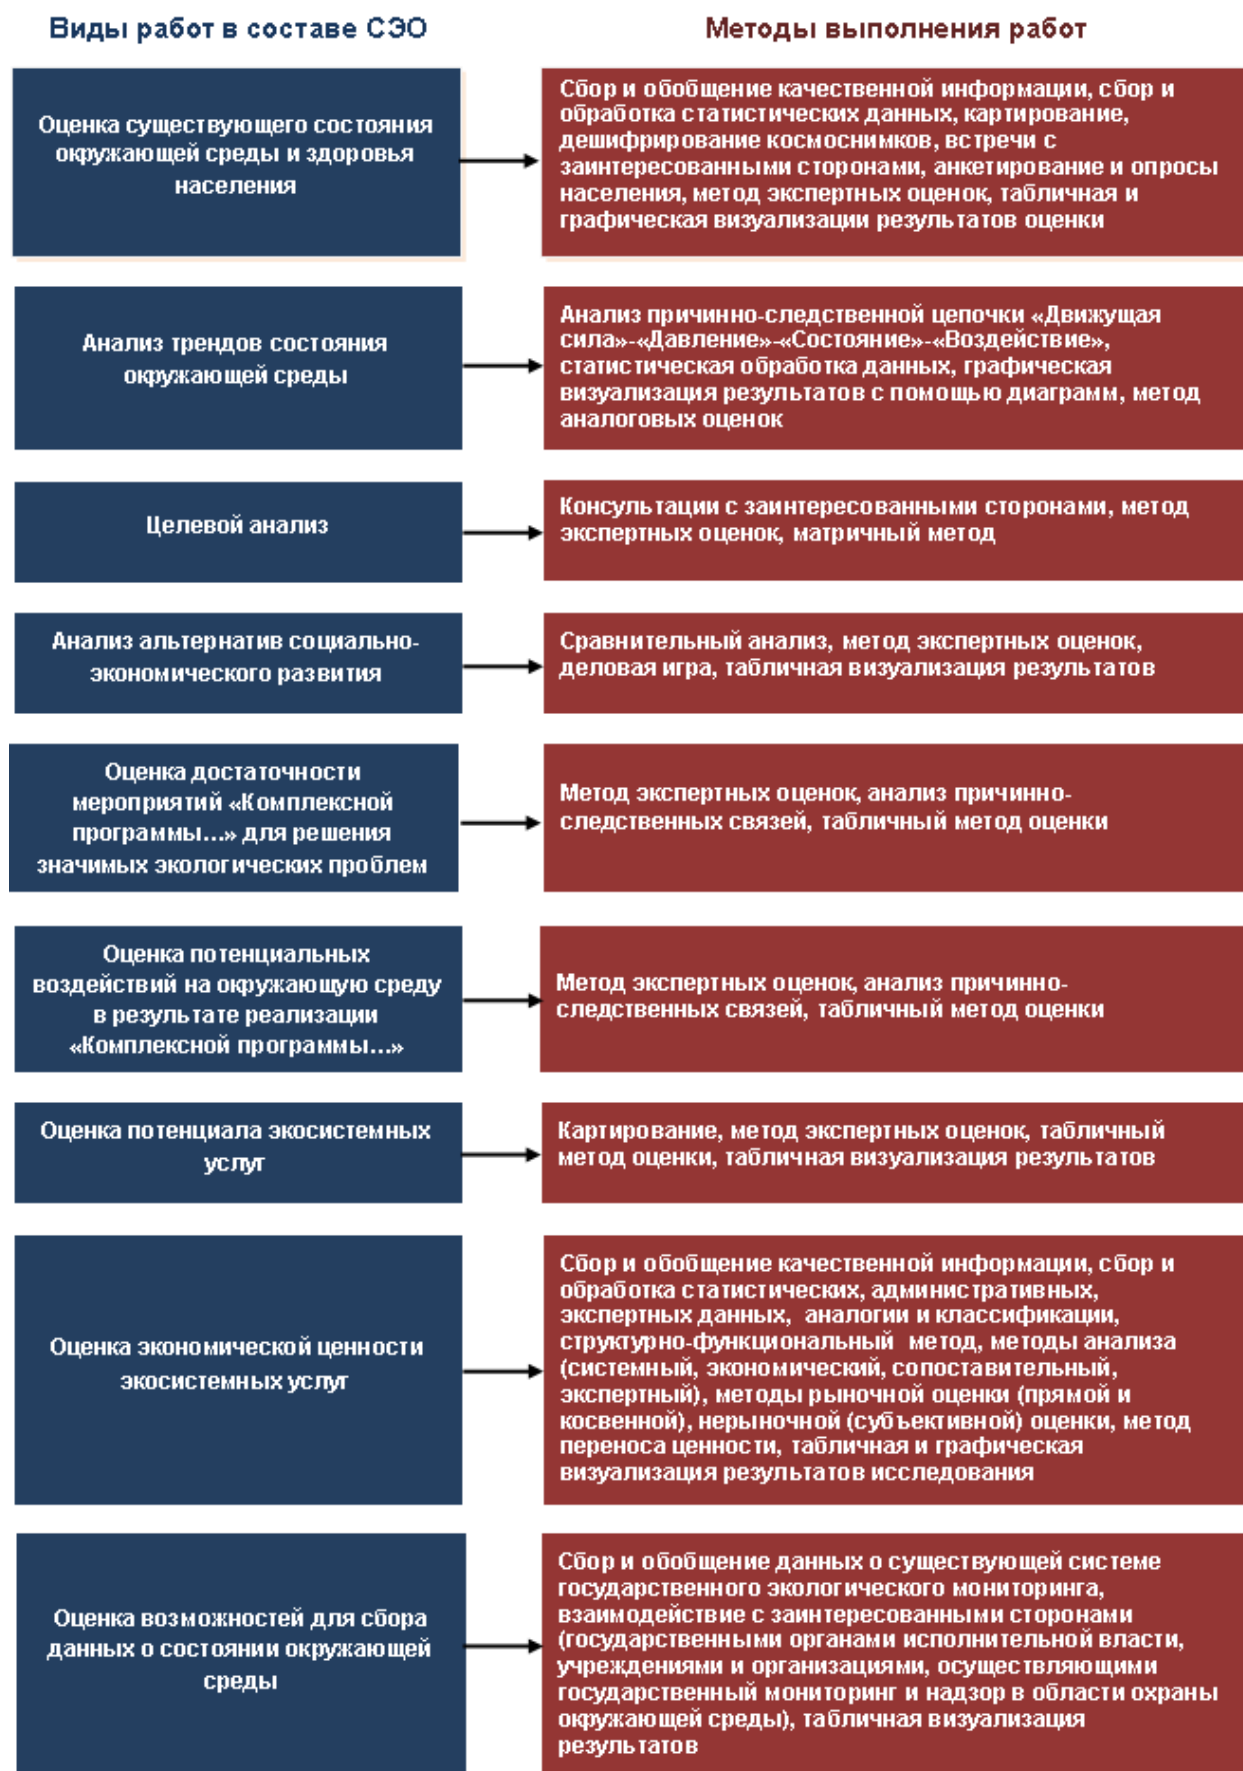 Виды работ в составе СЭО
Методы выполнения работ
Оценка существующего состояния
окружающей среды и здоровья
населения
Сбор и обобщение качественной информации, сбор и
обработка статистических данных, картирование,
дешифрирование космоснимков, встречи с
заинтересованными сторонами, анкетирование и опросы
населения, метод экспертных оценок, табличная и
графическая визуализации результатов оценки
Анализ трендов состояния
окружающей среды
Анализ причинно-следственной цепочки «Движущая
сила»-«Давление»-«Состояние»-«Воздействие»,
статистическая обработка данных, графическая
визуализация результатов с помощью диаграмм, метод
аналоговых оценок
Целевой анализ
Консультации с заинтересованными сторонами, метод
экспертных оценок, матричный метод
Анализ альтернатив социально-
экономического развития
Сравнительный анализ, метод экспертных оценок,
деловая игра, табличная визуализация результатов
Оценка достаточности
мероприятий «Комплексной
программы...» для решения
значимых экологических проблем
Метод экспертных оценок, анализ причинно-
следственных связей, табличный метод оценки
Оценка потенциальных
воздействий на окружающую среду
в результате реализации
«Комплексной программы...»
Метод экспертных оценок, анализ причинно-
следственных связей, табличный метод оценки
Оценка потенциала экосистемных
услуг
Картирование, метод экспертных оценок, табличный
метод оценки, табличная визуализация результатов
Оценка экономической ценности
экосистемных услуг
Сбор и обобщение качественной информации, сбор и
обработка статистических, административных,
экспертных данных, аналогии и классификации,
структурно-функциональный метод, методы анализа
(системный, экономический, сопоставительный,
экспертный), методы рыночной оценки (прямой и
косвенной), нерыночной (субъективной) оценки, метод
переноса ценности, табличная и графическая
визуализация результатов исследования
Оценка возможностей для сбора
данных о состоянии окружающей
среды
Сбор и обобщение данных о существующей системе
государственного экологического мониторинга,
взаимодействие с заинтересованными сторонами
(государственными органами исполнительной власти,
учреждениями и организациями, осуществляющими
государственный мониторинг и надзор в области охраны
окружающей среды), табличная визуализация
результатов